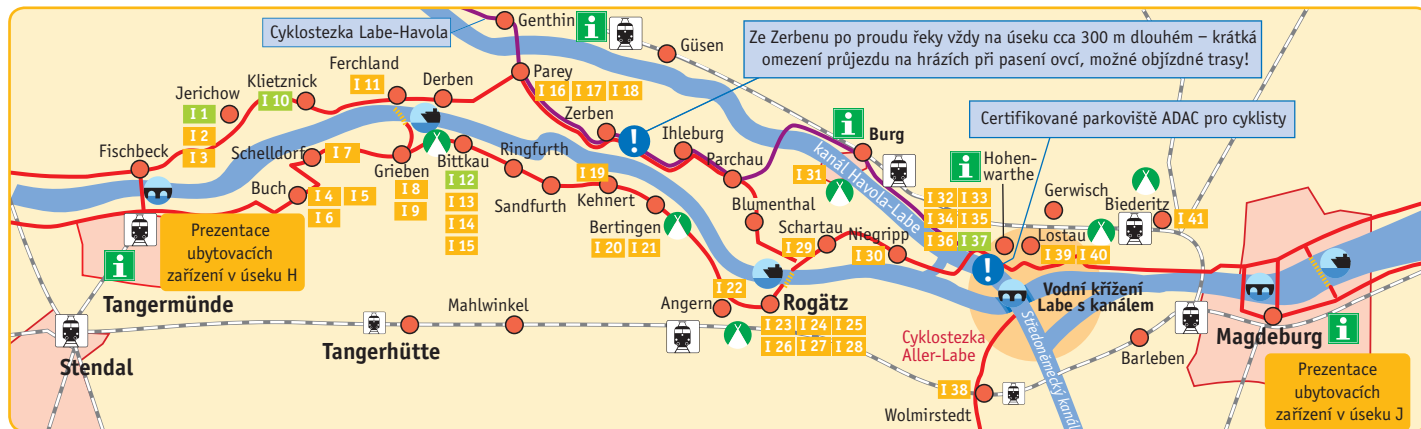 Cyklostezka Labe-Havola
Genthin
Güsen
Ze Zerbenu po proudu řeky vždy na úseku cca 300 m dlouhém – krátká
omezení průjezdu na hrázích při pasení ovcí, možné objízdné trasy!
Certifikované parkoviště ADAC pro cyklisty
Jerichow
I 1
I 2
I 3
Klietznick
I 10
Ferchland
I 11
Derben
Parey
I 16 I 17 I 18
Zerben
Ihleburg
Parchau
Burg
kanál Havola-Labe
I 31
Fischbeck
Schelldorf
I 7
Buch
I 4 I 5
I 6
Grieben
I 8
I 9
Bittkau
I 12
I 13
I 14
I 15
Ringfurth
Sandfurth
I 19
Kehnert
Bertingen
I 20 I 21
Blumenthal
Schartau
I 29
Niegripp
I 30
I 32 I 33
I 34 I 35
I 36 I 37
Hohen-
warthe
Gerwisch
Biederitz
I 41
Lostau
I 39 I 40
Vodní křížení
Labe s kanálem
Středoněmecký kanál
Prezentace
ubytovacích
zařízení v úseku H
Tangermünde
Stendal
Tangerhütte
Mahlwinkel
Angern
I 22
Rogätz
I 23 I 24 I 25
I 26 I 27 I 28
Cyklostezka
Aller-Labe
I 38
Wolmirstedt
Barleben
Magdeburg
Prezentace
ubytovacích
zařízení v úseku J